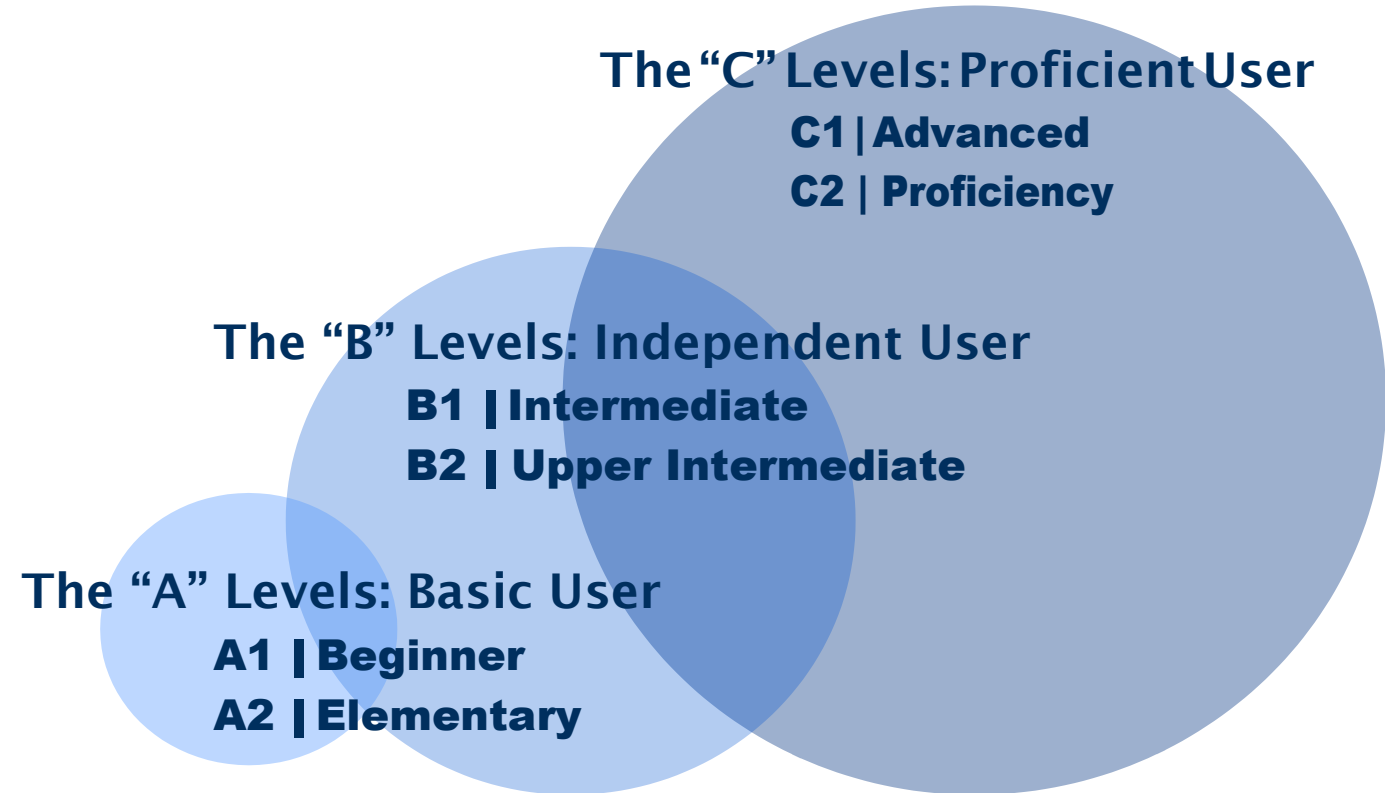 The “C” Levels: Proficient User
C1 | Advanced
C2 | Proficiency
The “B” Levels: Independent User
B1 | Intermediate
B2 | Upper Intermediate
The “A” Levels: Basic User
A1 | Beginner
A2 | Elementary